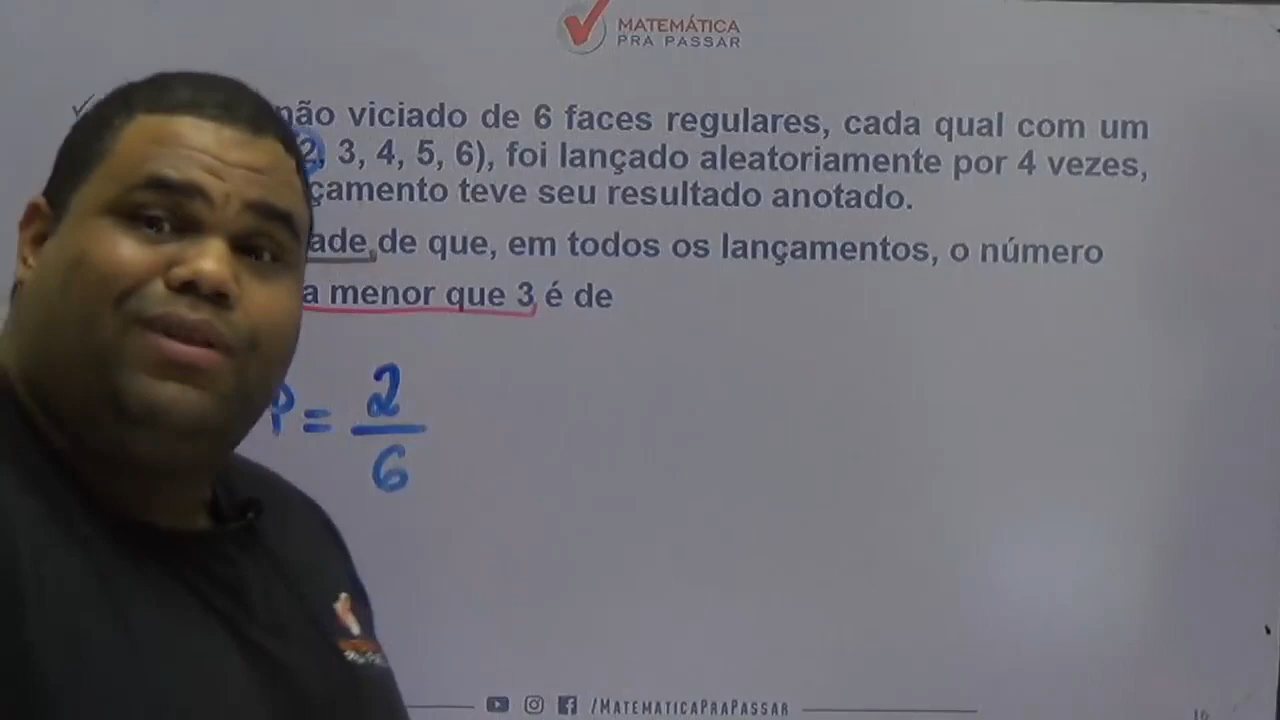 MATEMÁTICA
PRA PASSAR
não viciado de 6 faces regulares, cada qual com um
2, 3, 4, 5, 6), foi lançado aleatoriamente por 4 vezes,
teve seu resultado anotado.
de que, em todos os lançamentos, o número
menor que 3 é de
P = 2
6
/MATEMATICAPRAPASSAR